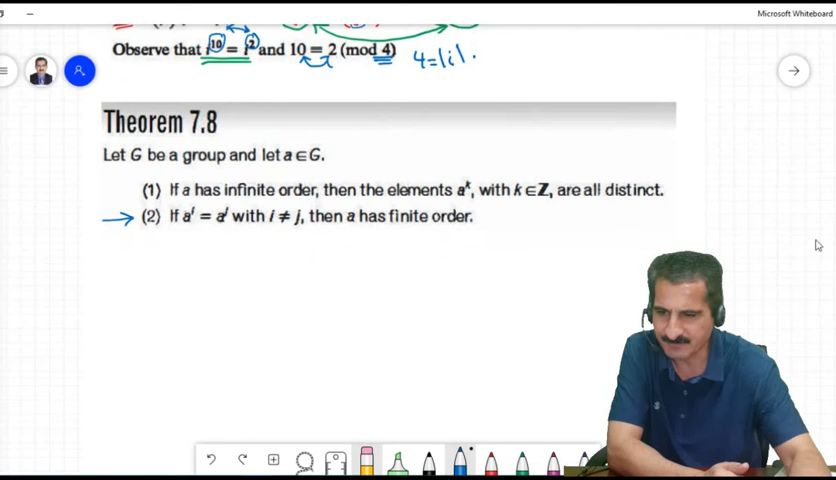 Microsoft Whiteboard
Observe that i¹⁰ = i² and 10 ≡ 2 (mod 4) 4=|i|.
Theorem 7.8
Let G be a group and let a ∈ G.
(1) If a has infinite order, then the elements aᵏ, with k ∈ Z, are all distinct.
(2) If aⁱ = aʲ with i ≠ j, then a has finite order.